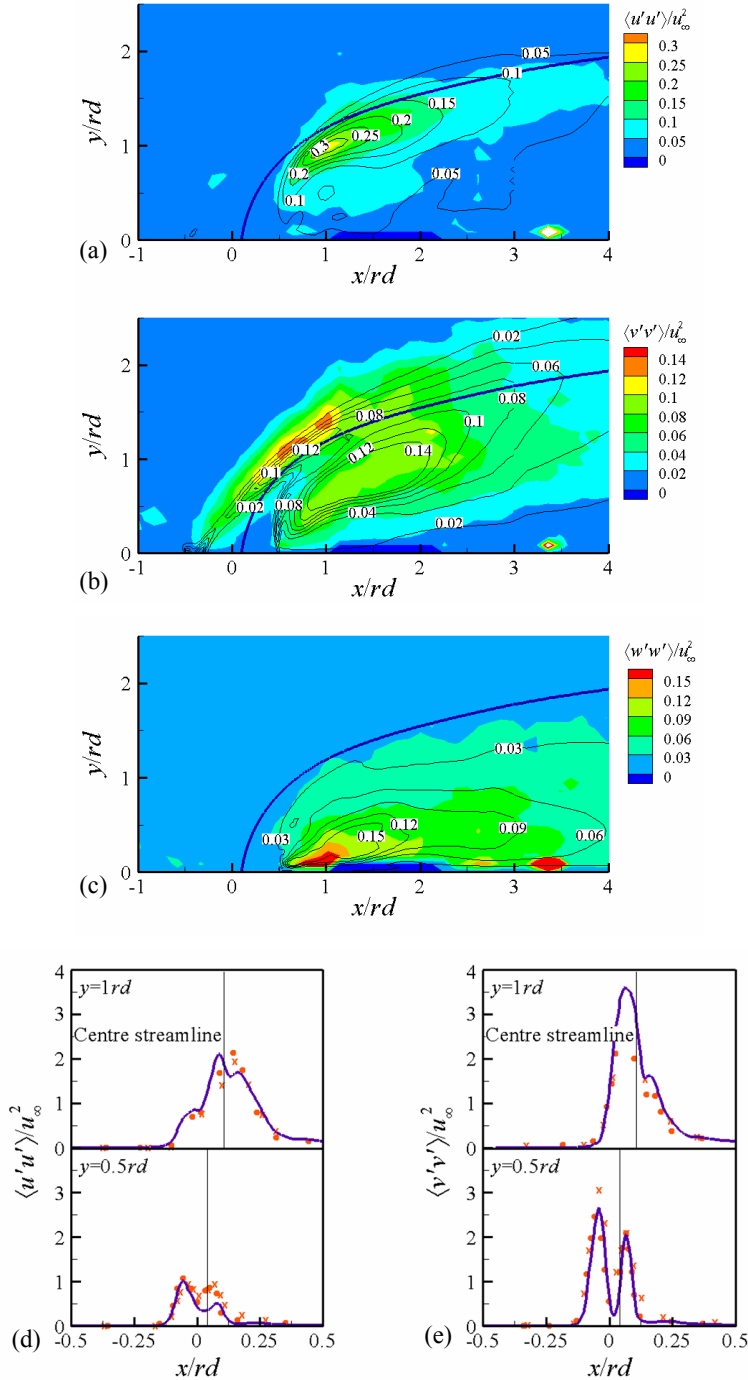 ⟨u'u'⟩/u²∞
0.3
0.25
0.2
0.15
0.1
0.05
0
0.05
0.1
0.15
0.2
0.25
0.3
0.2
0.1
0.05
y/rd
2
1
0
-1 0 1 2 3 4
x/rd
(a)
⟨v'v'⟩/u²∞
0.14
0.12
0.1
0.08
0.06
0.04
0.02
0
0.02
0.06
0.08
0.08
0.1
0.12
0.12
0.14
0.1
0.02
0.08
0.04
0.02
y/rd
2
1
0
-1 0 1 2 3 4
x/rd
(b)
⟨w'w'⟩/u²∞
0.15
0.12
0.09
0.06
0.03
0
0.03
0.03
0.12
0.15
0.09
0.06
y/rd
2
1
0
-1 0 1 2 3 4
x/rd
(c)
y=1rd
Centre streamline
y=0.5rd
⟨u'u'⟩/u²∞
4
3
2
1
0
3
2
1
0
-0.5 -0.25 0 0.25 0.5
x/rd
(d)
y=1rd
Centre streamline
y=0.5rd
⟨v'v'⟩/u²∞
4
3
2
1
0
3
2
1
0
-0.5 -0.25 0 0.25 0.5
x/rd
(e)